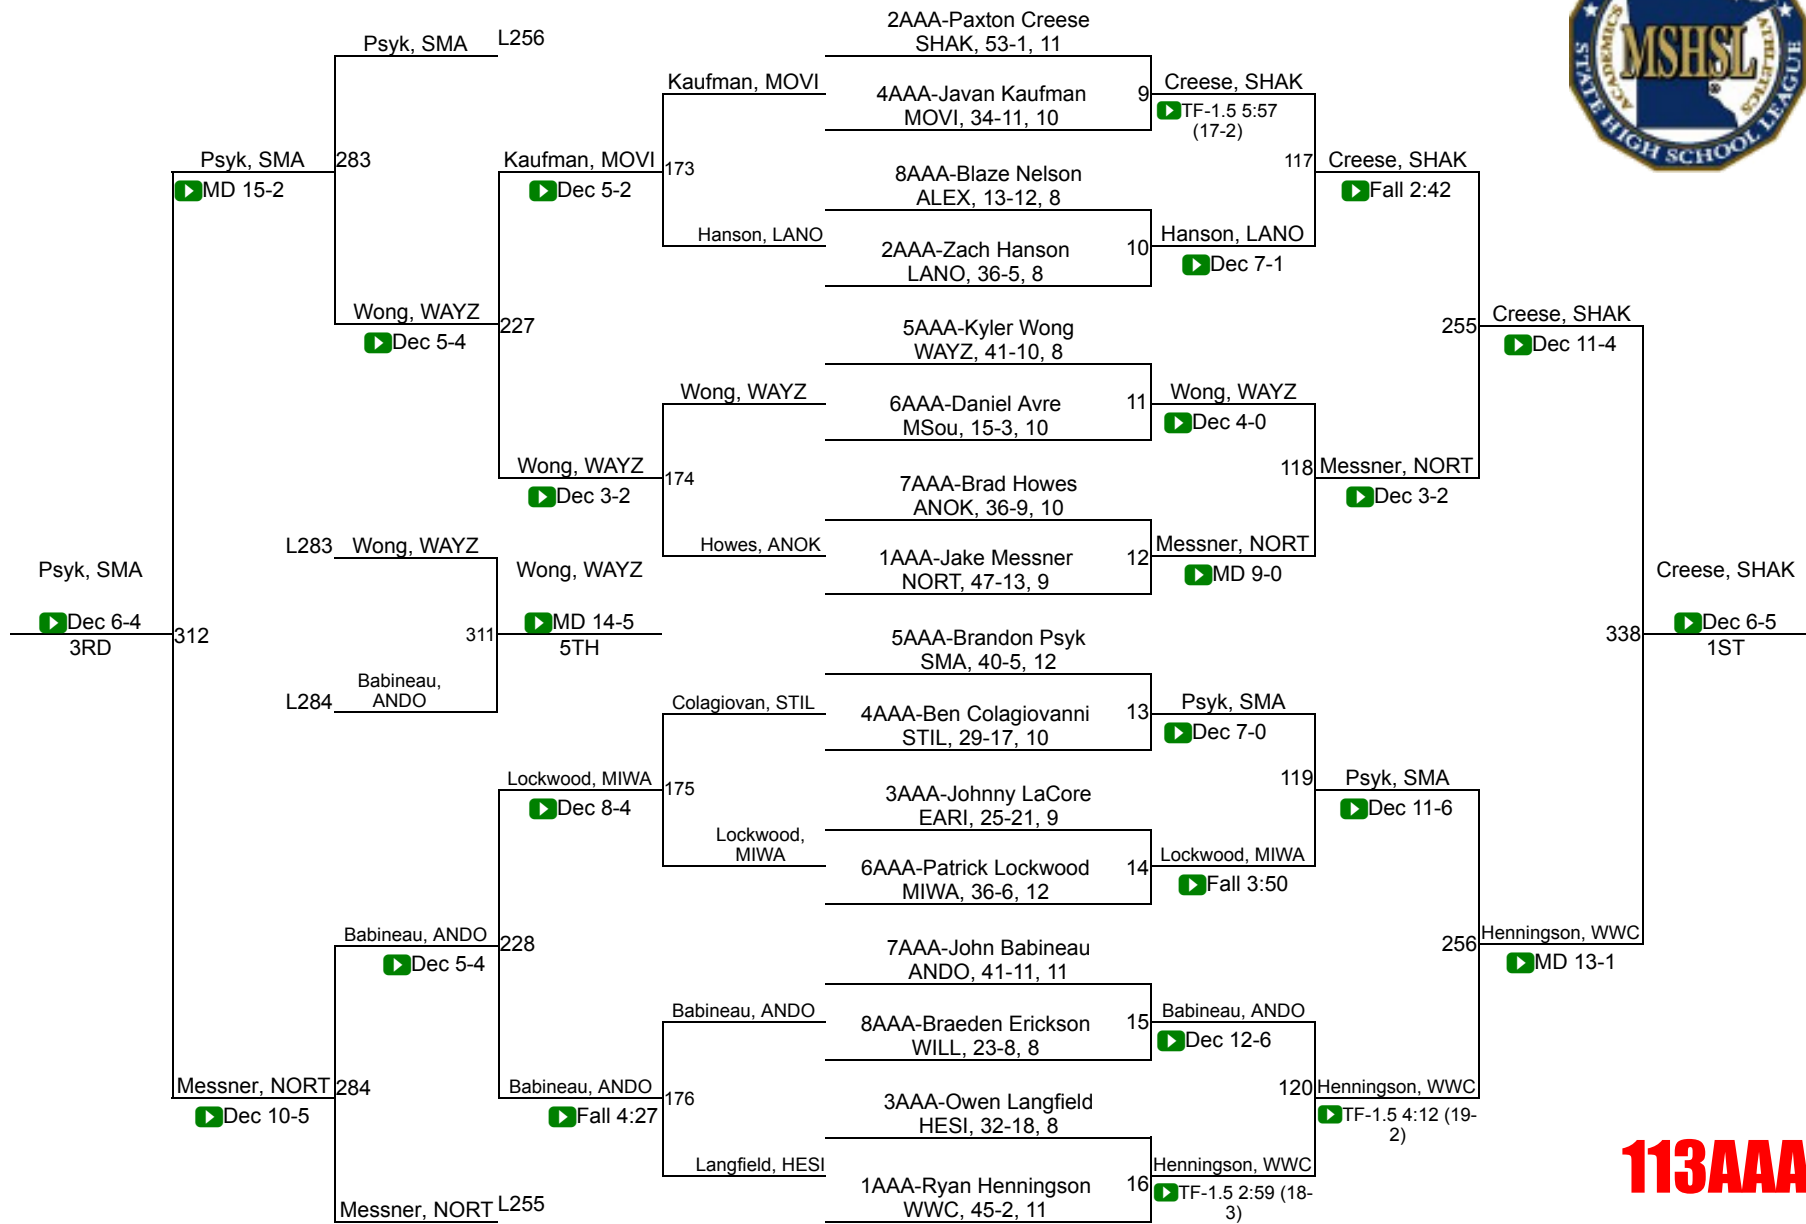 2AAA-Paxton Creese
SHAK, 53-1, 11
4AAA-Javan Kaufman
MOVI, 34-11, 10
8AAA-Blaze Nelson
ALEX, 13-12, 8
2AAA-Zach Hanson
LANO, 36-5, 8
5AAA-Kyler Wong
WAYZ, 41-10, 8
6AAA-Daniel Avre
MSou, 15-3, 10
7AAA-Brad Howes
ANOK, 36-9, 10
1AAA-Jake Messner
NORT, 47-13, 9
5AAA-Brandon Psyk
SMA, 40-5, 12
4AAA-Ben Colagiovanni
STIL, 29-17, 10
3AAA-Johnny LaCore
EARI, 25-21, 9
6AAA-Patrick Lockwood
MIWA, 36-6, 12
7AAA-John Babineau
ANDO, 41-11, 11
8AAA-Braeden Erickson
WILL, 23-8, 8
3AAA-Owen Langfield
HESI, 32-18, 8
1AAA-Ryan Henningson
WWC, 45-2, 11
9
Creese, SHAK
TF-1.5 5:57
(17-2)
10
Hanson, LANO
Dec 7-1
11
Wong, WAYZ
Dec 4-0
12
Messner, NORT
MD 9-0
13
Psyk, SMA
Dec 7-0
14
Lockwood, MIWA
Fall 3:50
15
Babineau, ANDO
Dec 12-6
16
Henningson, WWC
TF-1.5 2:59 (18-
3)
117
Creese, SHAK
Fall 2:42
118
Messner, NORT
Dec 3-2
119
Psyk, SMA
Dec 11-6
120
Henningson, WWC
TF-1.5 4:12 (19-
2)
255
Creese, SHAK
Dec 11-4
256
Henningson, WWC
MD 13-1
338
Creese, SHAK
Dec 6-5
1ST
Kaufman, MOVI
Hanson, LANO
Wong, WAYZ
Howes, ANOK
Colagiovan, STIL
Lockwood,
MIWA
Babineau, ANDO
Langfield, HESI
173
Kaufman, MOVI
Dec 5-2
174
Wong, WAYZ
Dec 3-2
175
Lockwood, MIWA
Dec 8-4
176
Babineau, ANDO
Fall 4:27
227
Wong, WAYZ
Dec 5-4
228
Babineau, ANDO
Dec 5-4
Psyk, SMA
L256
283
Psyk, SMA
MD 15-2
Messner, NORT
L255
284
Messner, NORT
Dec 10-5
312
Psyk, SMA
Dec 6-4
3RD
L283
Wong, WAYZ
L284
Babineau,
ANDO
311
Wong, WAYZ
MD 14-5
5TH
ACADEMICS
ATHLETICS
MSHSL
STATE HIGH SCHOOL LEAGUE
113AAA